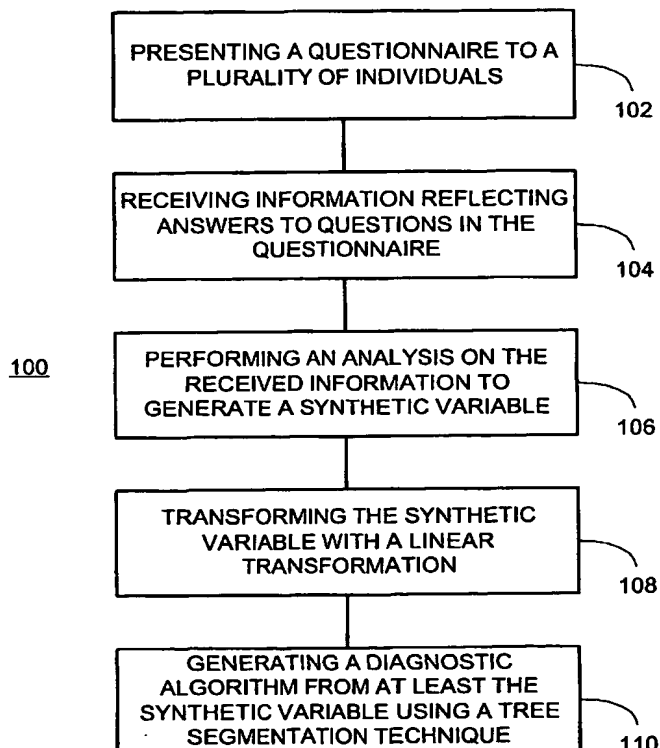 PRESENTING A QUESTIONNAIRE TO A
PLURALITY OF INDIVIDUALS
102
RECEIVING INFORMATION REFLECTING
ANSWERS TO QUESTIONS IN THE
QUESTIONNAIRE
104
100
PERFORMING AN ANALYSIS ON THE
RECEIVED INFORMATION TO
GENERATE A SYNTHETIC VARIABLE
106
TRANSFORMING THE SYNTHETIC
VARIABLE WITH A LINEAR
TRANSFORMATION
108
GENERATING A DIAGNOSTIC
ALGORITHM FROM AT LEAST THE
SYNTHETIC VARIABLE USING A TREE
SEGMENTATION TECHNIQUE
110